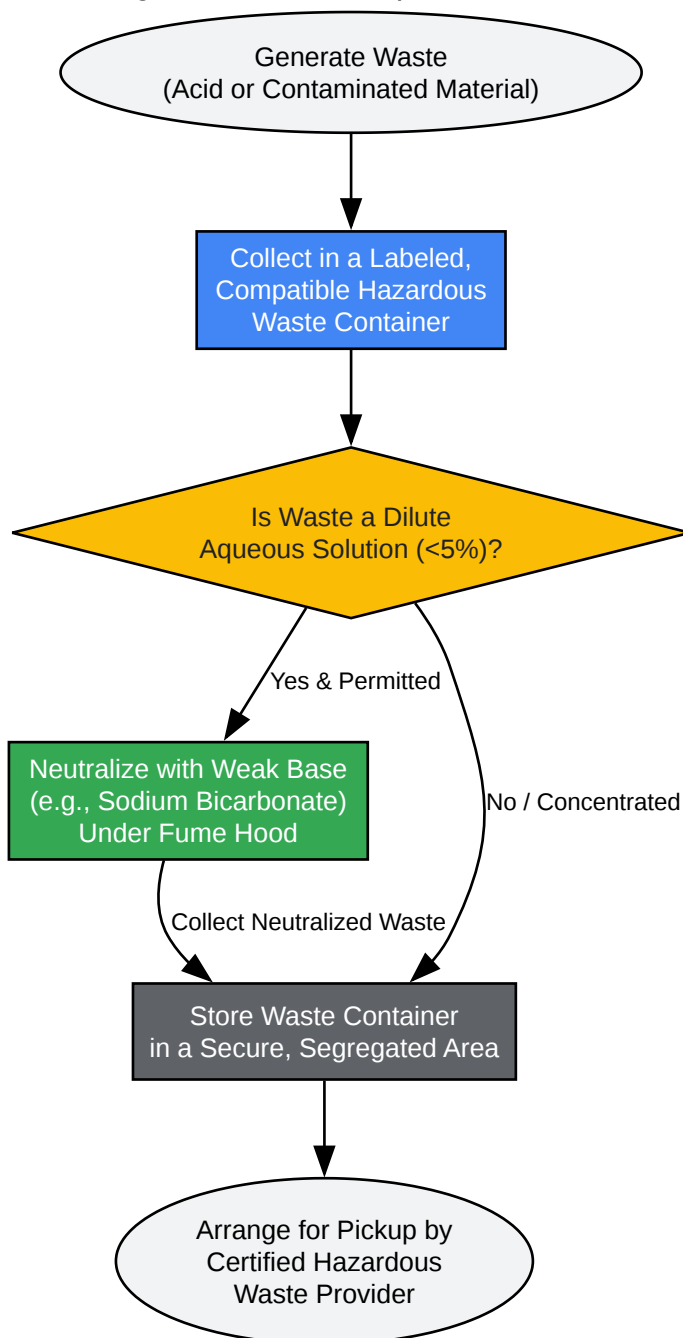 Generate Waste
(Acid or Contaminated Material)
Collect in a Labeled,
Compatible Hazardous
Waste Container
Is Waste a Dilute
Aqueous Solution (<5%)?
Yes & Permitted
Neutralize with Weak Base
(e.g., Sodium Bicarbonate)
Under Fume Hood
No / Concentrated
Collect Neutralized Waste
Store Waste Container
in a Secure, Segregated Area
Arrange for Pickup by
Certified Hazardous
Waste Provider